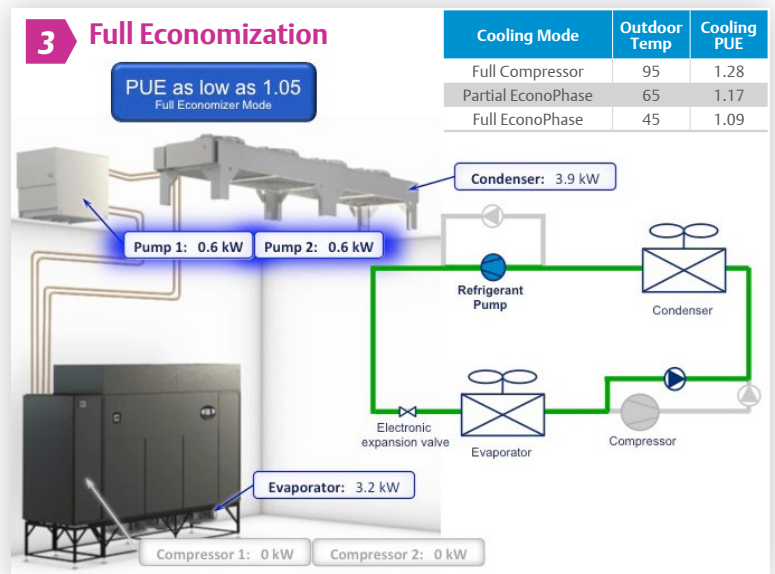 3 Full Economization
PUE as low as 1.05
Full Economizer Mode
Cooling Mode Outdoor Temp Cooling PUE
Full Compressor 95 1.28
Partial EconoPhase 65 1.17
Full EconoPhase 45 1.09
Condenser: 3.9 kW
Pump 1: 0.6 kW
Pump 2: 0.6 kW
Refrigerant
Pump
Condenser
Electronic
expansion valve
Evaporator
Compressor
Evaporator: 3.2 kW
Compressor 1: 0 kW
Compressor 2: 0 kW